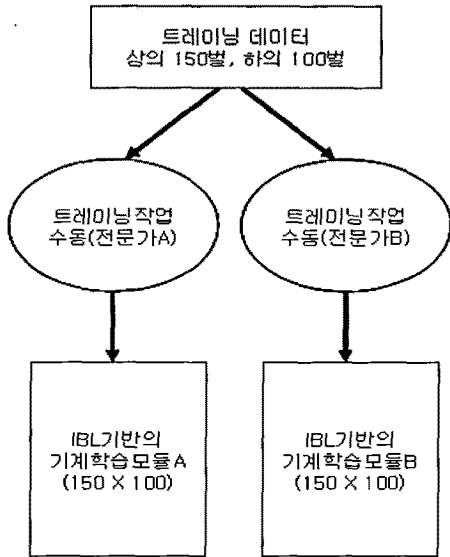 트레이닝 데이터
상의 150벌, 하의 100벌
트레이닝작업
수동(전문가A)
트레이닝작업
수동(전문가B)
IBL기반의
기계학습모듈A
(150 X 100)
IBL기반의
기계학습모듈B
(150 X 100)